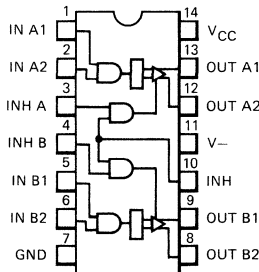 1 14
IN A1 VCC
2 13
IN A2 OUT A1
3 12
INH A OUT A2
4 11
INH B V−
5 10
IN B1 INH
6 9
IN B2 OUT B1
7 8
GND OUT B2